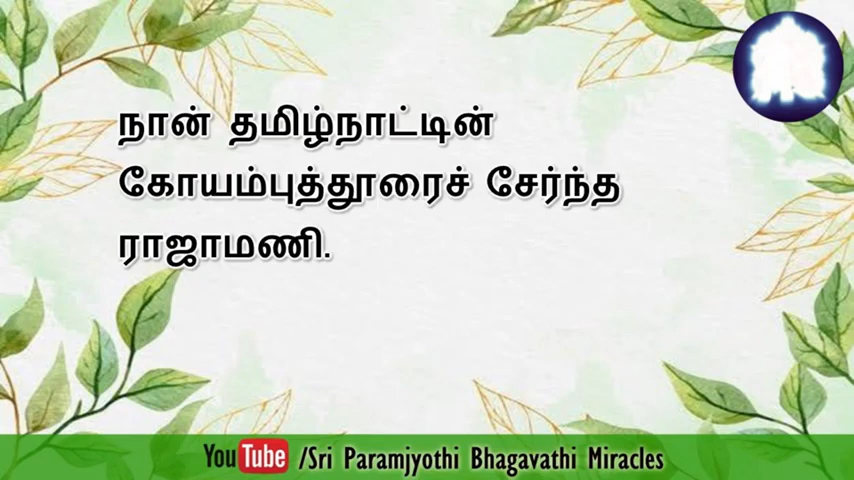 நான் தமிழ்நாட்டின்
கோயம்புத்தூரைச் சேர்ந்த
ராஜாமணி.
YouTube /Sri Paramjyothi Bhagavathi Miracles